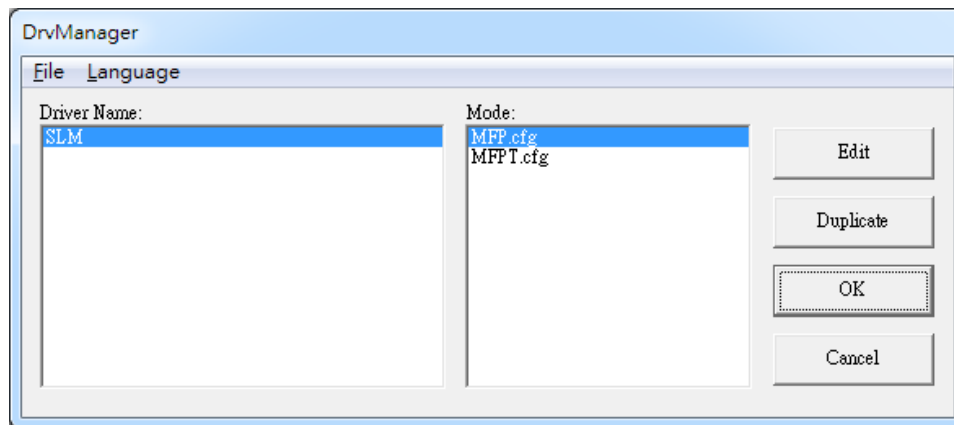 DrvManager
File Language
Driver Name:
SLM
Mode:
MFP.cfg
MFPT.cfg
Edit
Duplicate
OK
Cancel